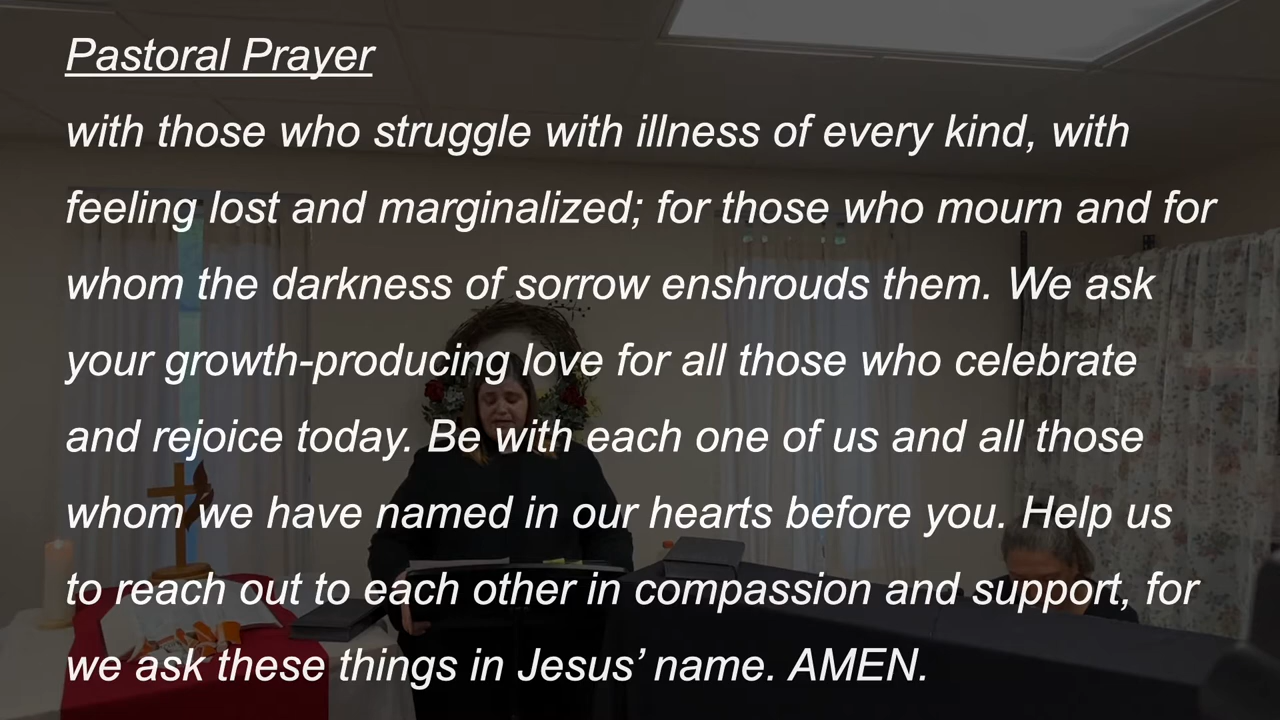 Pastoral Prayer
with those who struggle with illness of every kind, with
feeling lost and marginalized; for those who mourn and for
whom the darkness of sorrow enshrouds them. We ask
your growth-producing love for all those who celebrate
and rejoice today. Be with each one of us and all those
whom we have named in our hearts before you. Help us
to reach out to each other in compassion and support, for
we ask these things in Jesus’ name. AMEN.